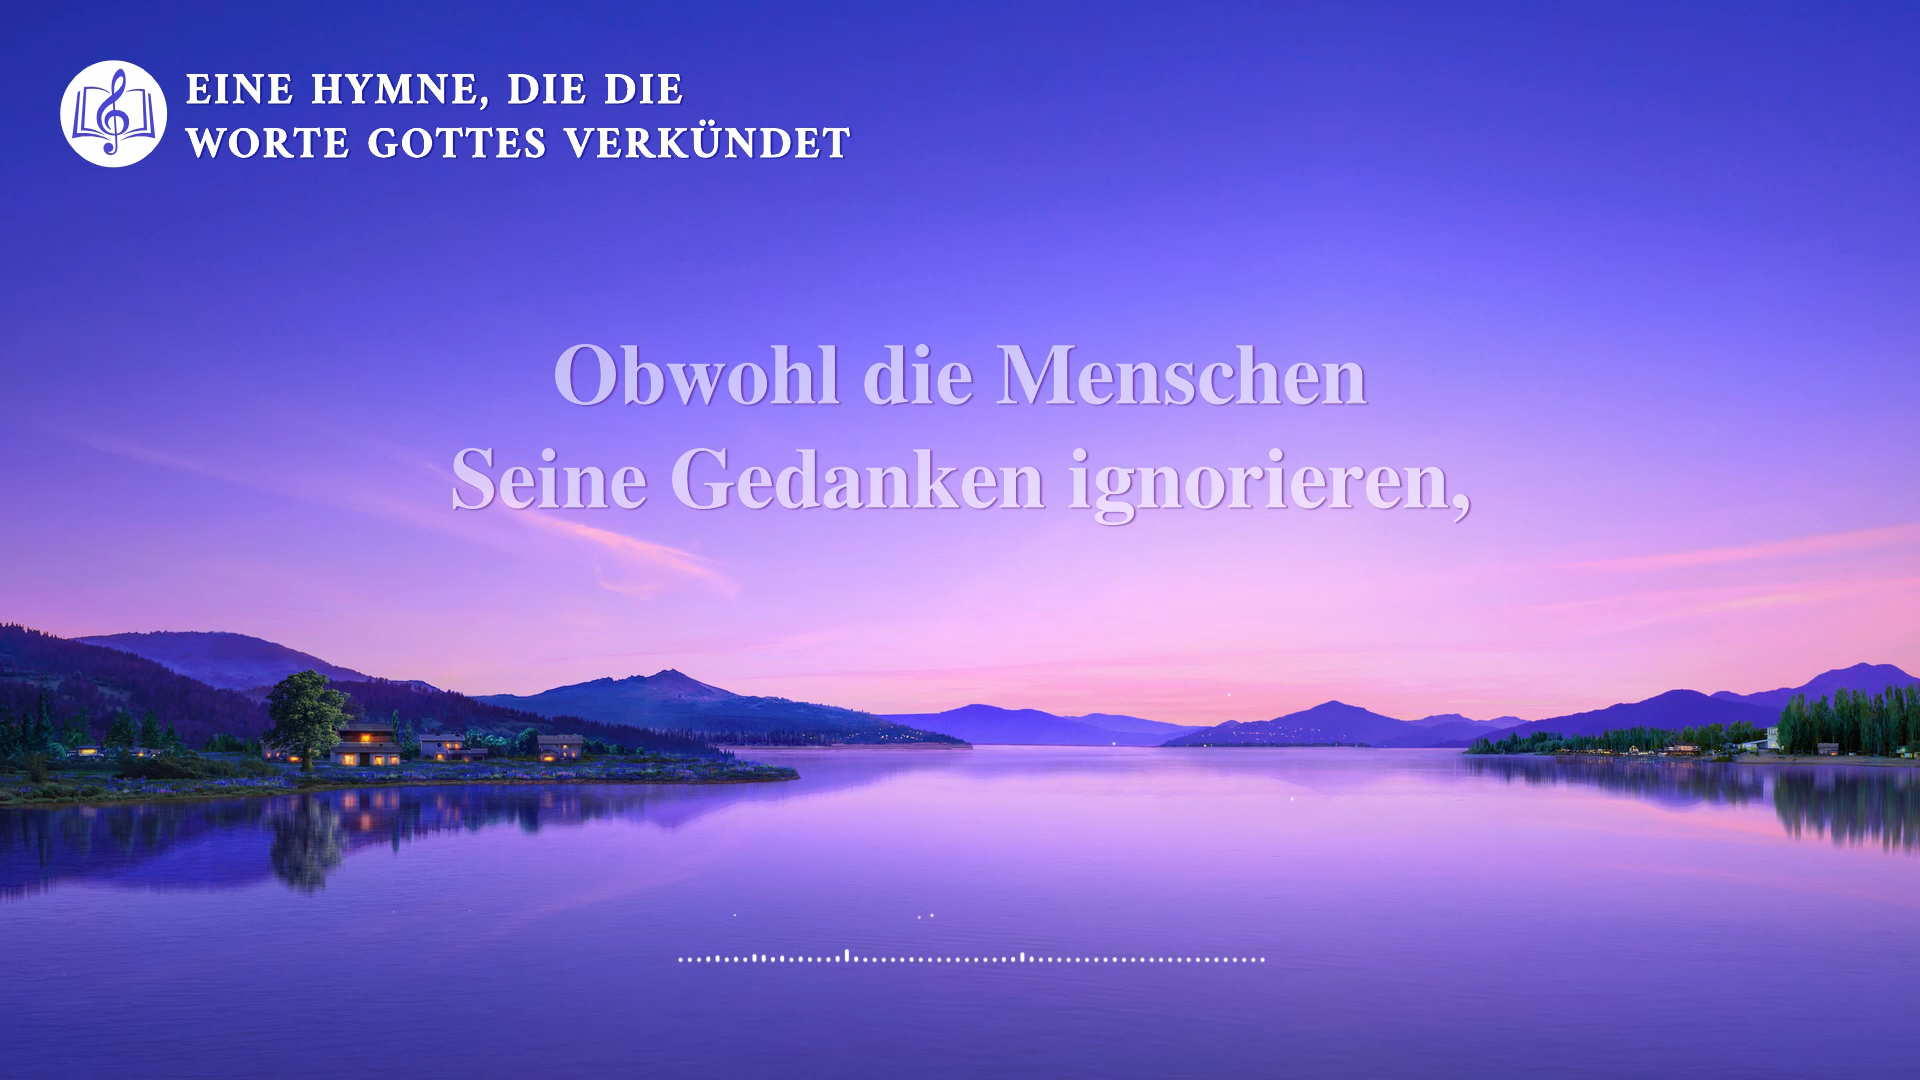 EINE HYMNE, DIE DIE
WORTE GOTTES VERKÜNDET
Obwohl die Menschen
Seine Gedanken ignorieren,